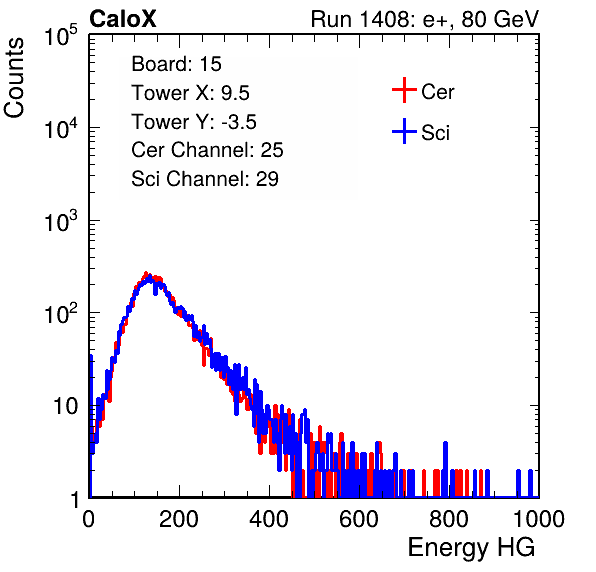 CaloX Run 1408: e+, 80 GeV
Counts
Board: 15
Tower X: 9.5
Tower Y: -3.5
Cer Channel: 25
Sci Channel: 29
Cer
Sci
10^5
10^4
10^3
10^2
10
1
0 200 400 600 800 1000
Energy HG